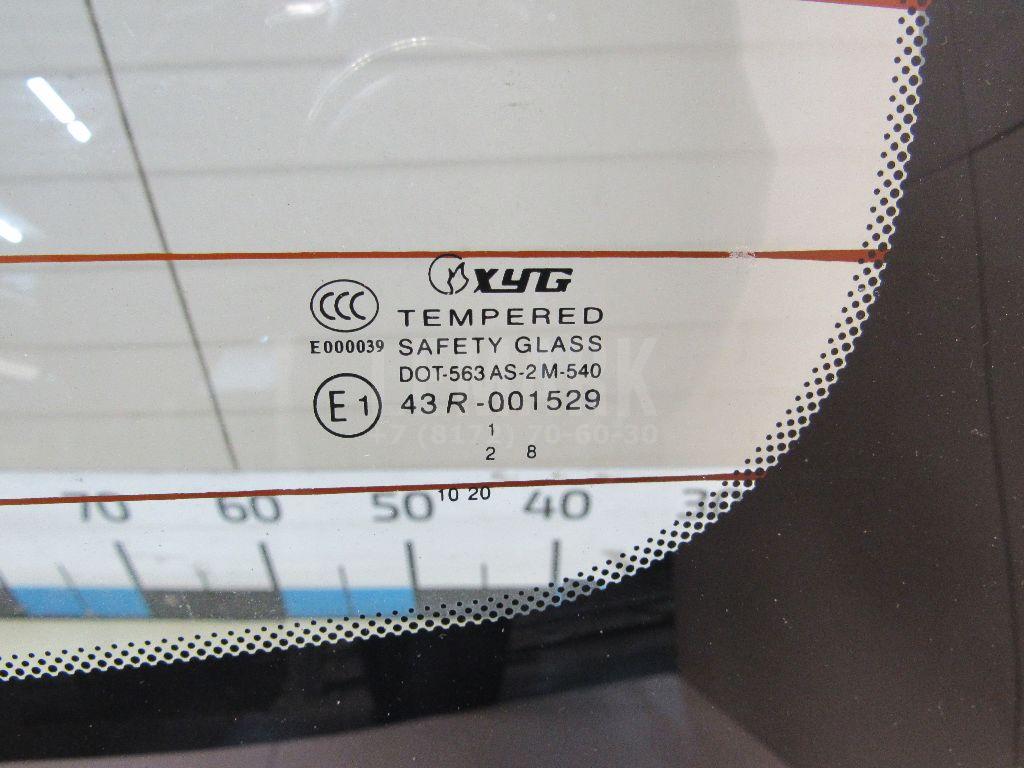 XYG
CCC
TEMPERED
E000039
SAFETY GLASS
DOT-563 AS-2 M-540
E1
43 R -001529
1
2 8
10 20
70 60 50 40